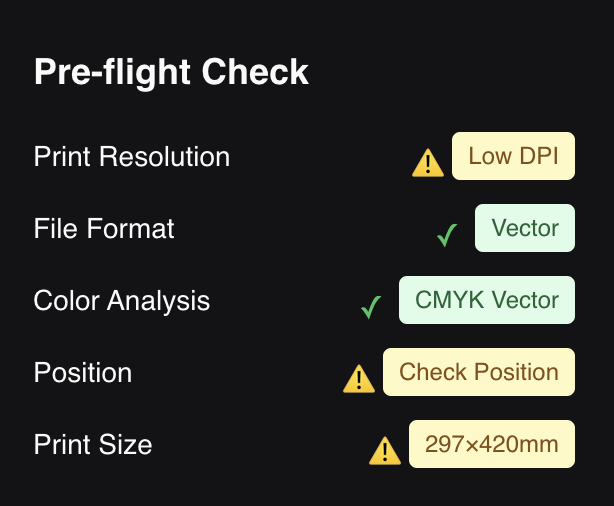 Pre-flight Check
Print Resolution ⚠️ Low DPI
File Format ✓ Vector
Color Analysis ✓ CMYK Vector
Position ⚠️ Check Position
Print Size ⚠️ 297×420mm